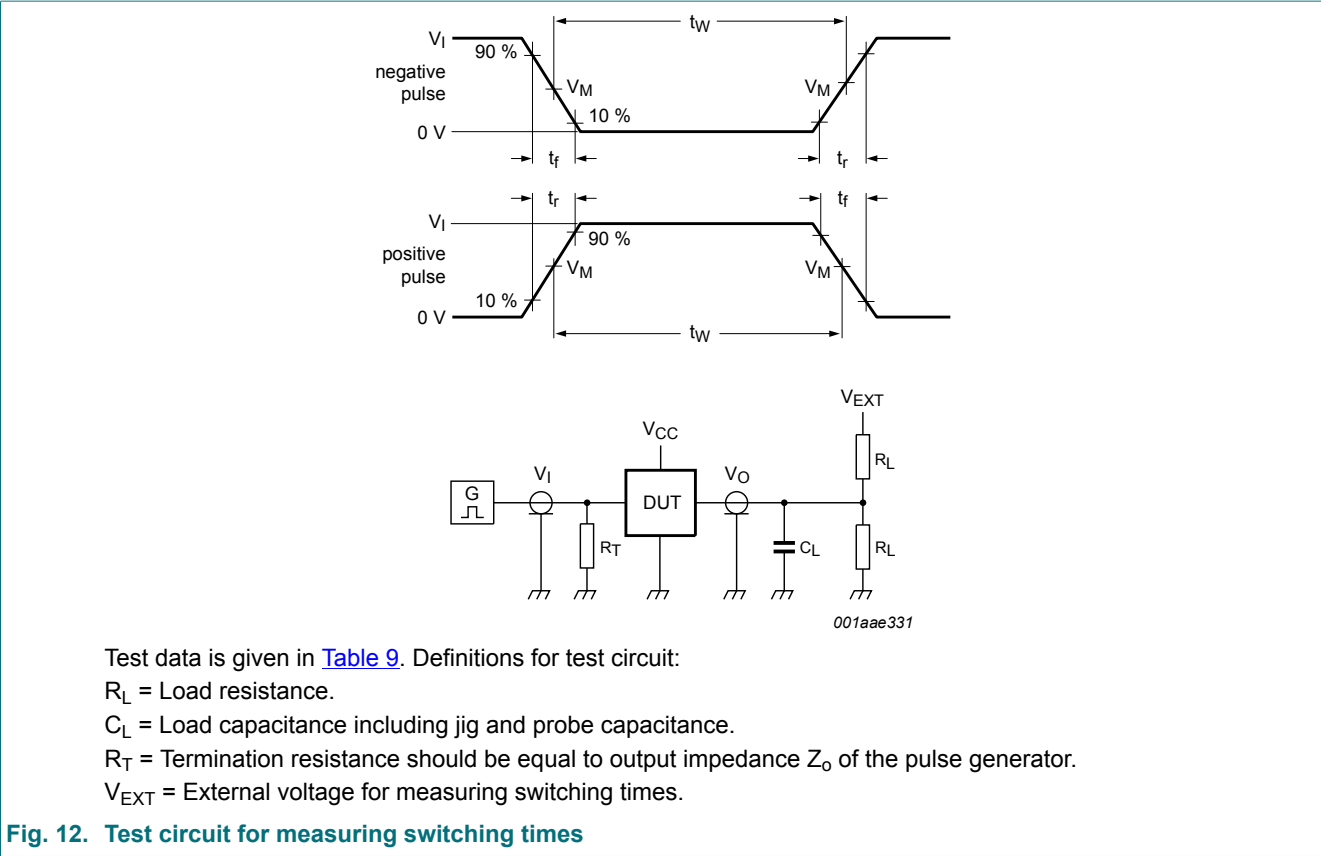 tW
VI
90 %
negative
pulse
VM
VM
10 %
0 V
tf
tr
tr
tf
VI
90 %
positive
pulse
VM
VM
10 %
0 V
tW
VEXT
VCC
RL
VI
VO
G
DUT
RT
CL
RL
001aae331
Test data is given in Table 9. Definitions for test circuit:
RL = Load resistance.
CL = Load capacitance including jig and probe capacitance.
RT = Termination resistance should be equal to output impedance Zo of the pulse generator.
VEXT = External voltage for measuring switching times.
Fig. 12. Test circuit for measuring switching times